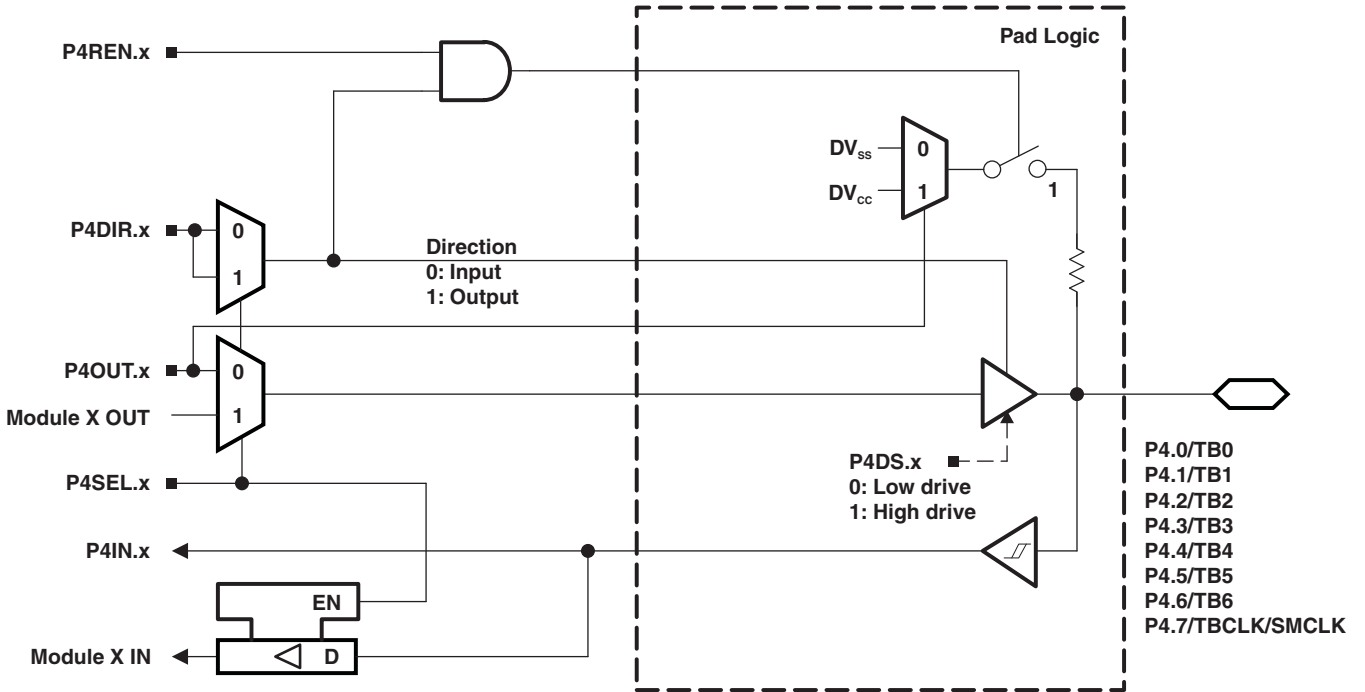 Pad Logic
P4REN.x
DVSS
0
DVCC
1
1
P4DIR.x
0
1
Direction
0: Input
1: Output
P4OUT.x
0
Module X OUT
1
P4DS.x
0: Low drive
1: High drive
P4SEL.x
P4IN.x
EN
D
Module X IN
P4.0/TB0
P4.1/TB1
P4.2/TB2
P4.3/TB3
P4.4/TB4
P4.5/TB5
P4.6/TB6
P4.7/TBCLK/SMCLK